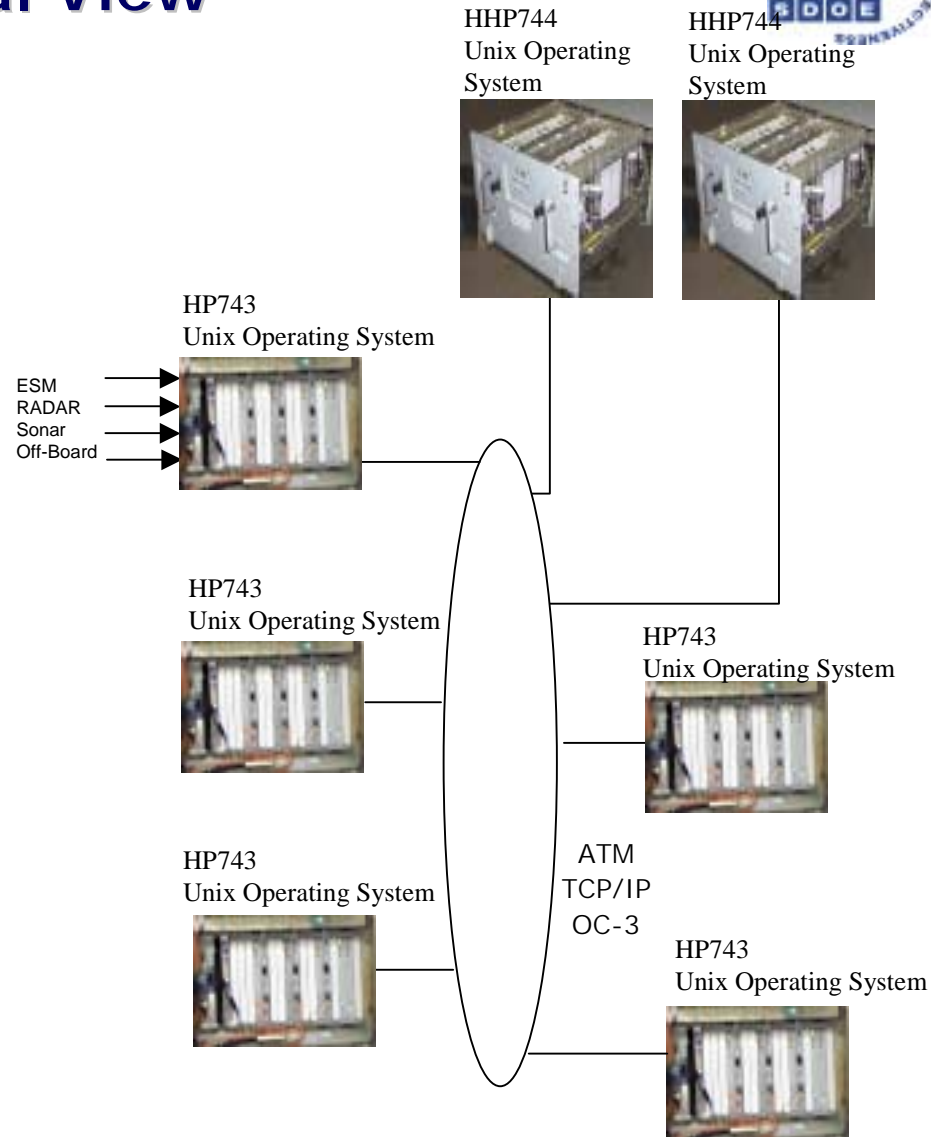 View
HHP744
Unix Operating
System
HHP744
Unix Operating
System
SDOE
HP743
Unix Operating System
ESM
RADAR
Sonar
Off-Board
HP743
Unix Operating System
HP743
Unix Operating System
HP743
Unix Operating System
ATM
TCP/IP
OC-3
HP743
Unix Operating System